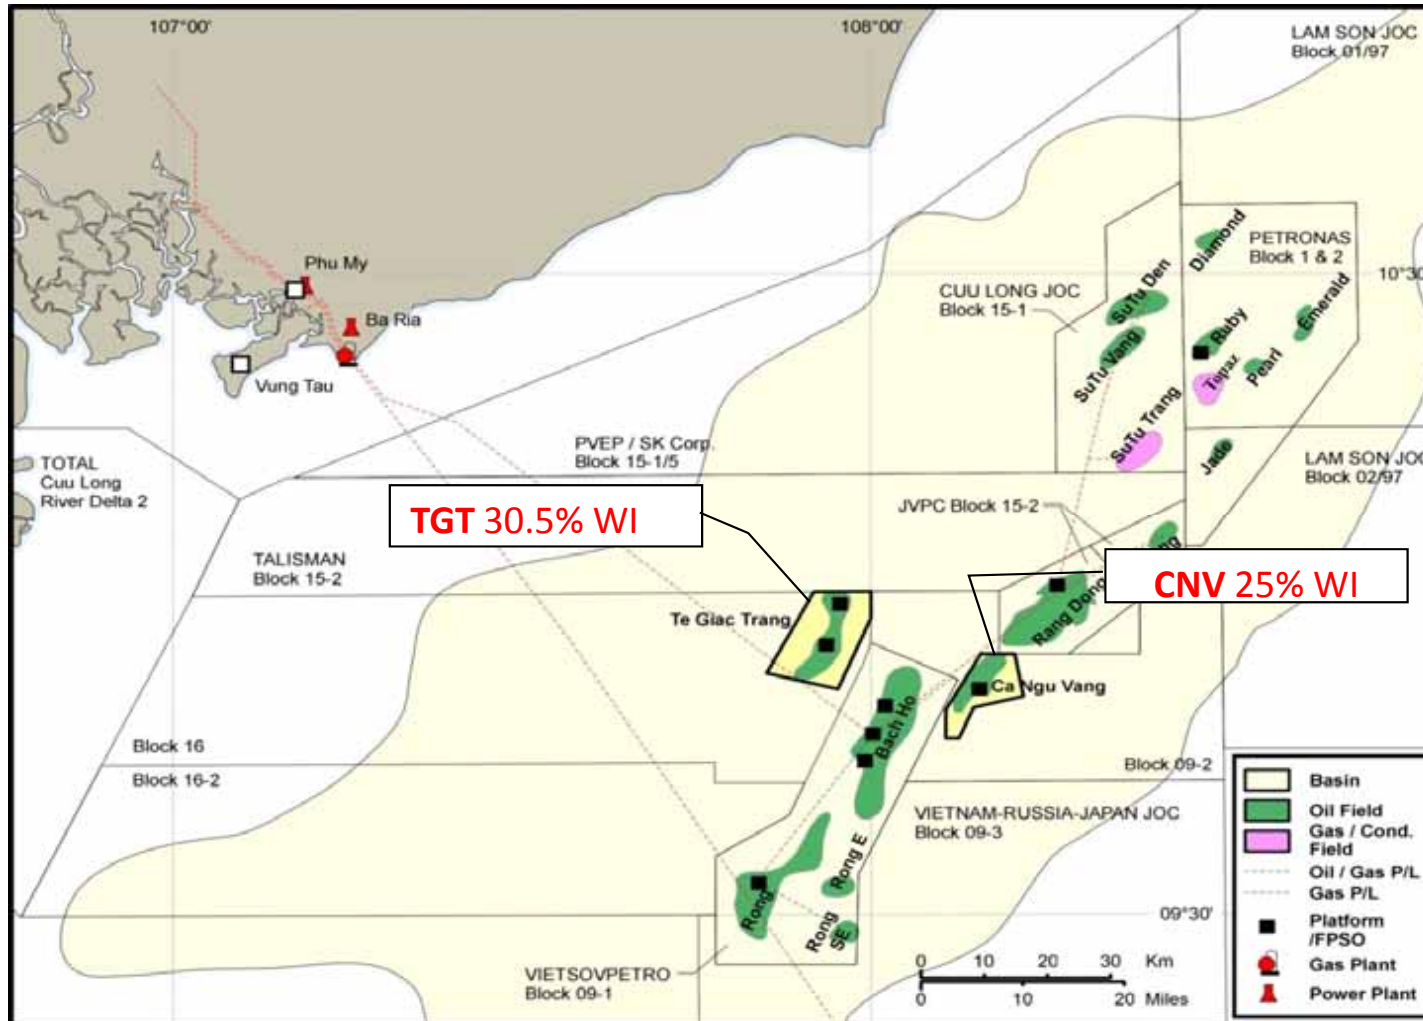 107°00'
108°00'
LAM SON JOC
Block 01/97
Phu My
Ba Ria
Vung Tau
Diamond
PETRONAS
Block 1 & 2
10°30
CUU LONG JOC
Block 15-1
SuTu Den
Emerald
Ruby
SuTu Vang
Topaz
Pearl
SuTu Trang
Jade
PVEP / SK Corp.
Block 15-1/5
TOTAL
Cuu Long
River Delta 2
LAM SON JOC
Block 02/97
TGT 30.5% WI
JVPC Block 15-2
TALISMAN
Block 15-2
CNV 25% WI
Te Giac Trang
Rang Dong
Ca Ngu Vang
Bach Ho
Block 16
Block 16-2
Block 09-2
VIETNAM-RUSSIA-JAPAN JOC
Block 09-3
Rong E
Rong
Rong
SE
09°30'
VIETSOVPETRO
Block 09-1
0 10 20 30 Km
0 10 20 Miles
Basin
Oil Field
Gas / Cond.
Field
Oil / Gas P/L
Gas P/L
Platform
/FPSO
Gas Plant
Power Plant